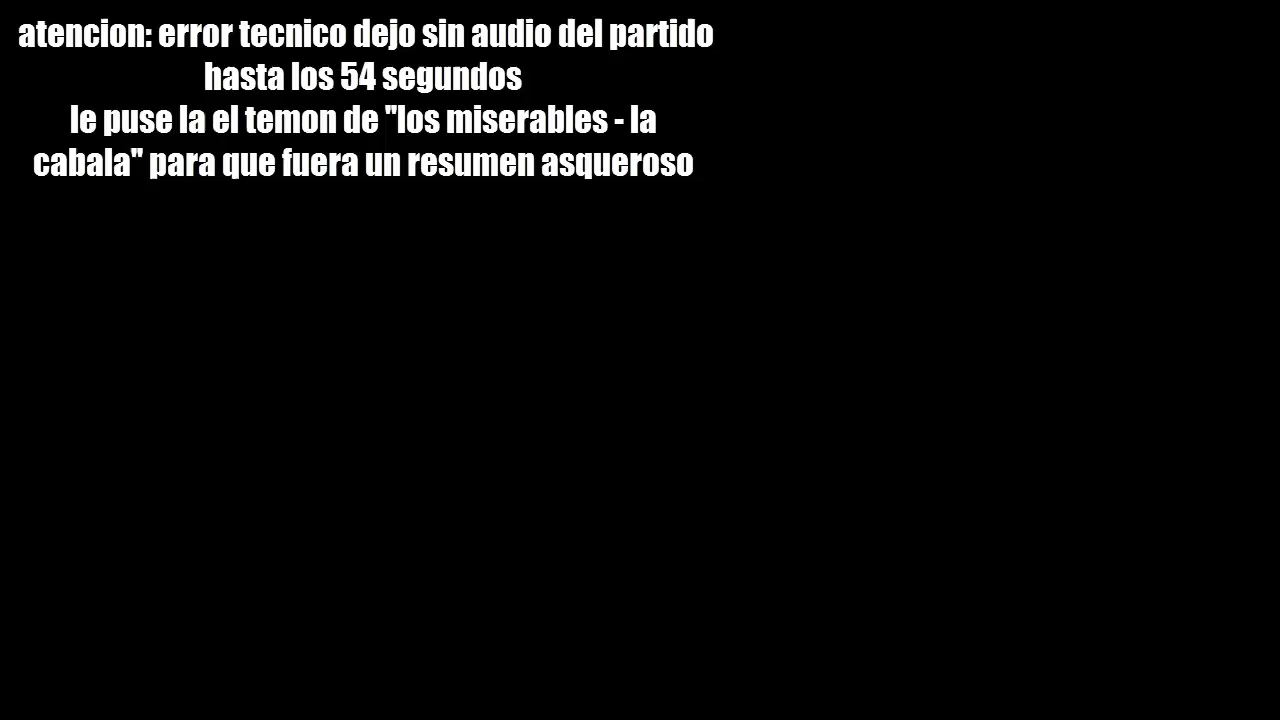 atencion: error tecnico dejo sin audio del partido
hasta los 54 segundos
le puse la el temon de "los miserables - la
cabala" para que fuera un resumen asqueroso